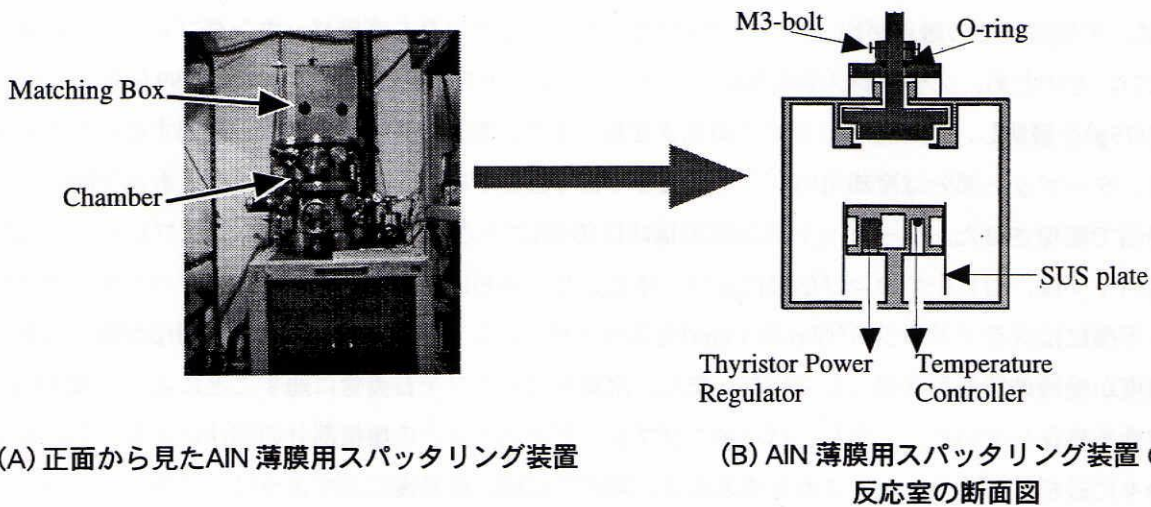 M3-bolt
O-ring
Matching Box
Chamber
SUS plate
Thyristor Power
Regulator
Temperature
Controller
(A) 正面から見たAlN 薄膜用スパッタリング装置
(B) AlN 薄膜用スパッタリング装置
反応室の断面図